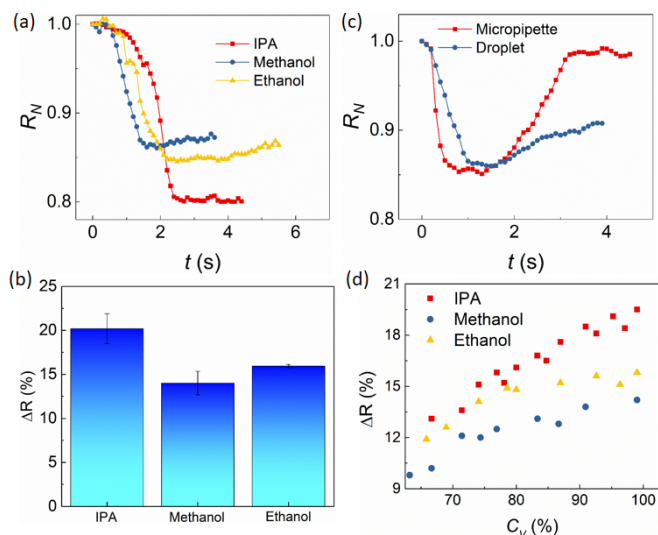 (a)
1.0
0.9
0.8
R_N
IPA
Methanol
Ethanol
0 2 4 6
t (s)
(c)
1.0
0.9
0.8
R_N
Micropipette
Droplet
0 2 4
t (s)
(b)
25
20
15
10
5
0
ΔR (%)
IPA Methanol Ethanol
(d)
21
18
15
12
9
ΔR (%)
IPA
Methanol
Ethanol
70 80 90 100
C_v (%)